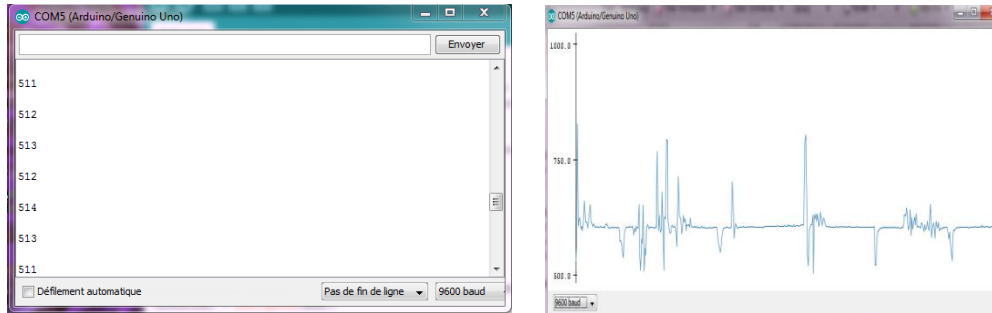 COM5 (Arduino/Genuino Uno)
Envoyer
511
512
513
512
514
513
511
Défilement automatique
Pas de fin de ligne
9600 baud
COM5 (Arduino/Genuino Uno)
1000.0
750.0
500.0
9600 baud